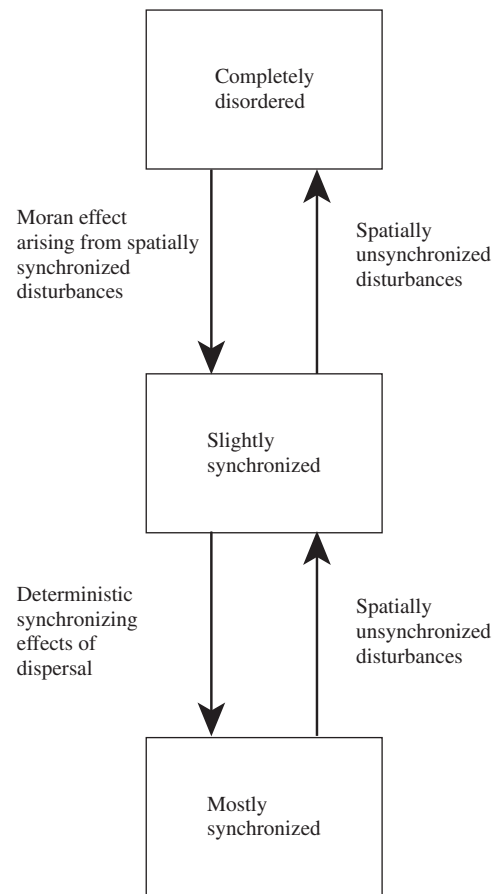 Completely
disordered
Moran effect
arising from spatially
synchronized
disturbances
Spatially
unsynchronized
disturbances
Slightly
synchronized
Deterministic
synchronizing
effects of
dispersal
Spatially
unsynchronized
disturbances
Mostly
synchronized